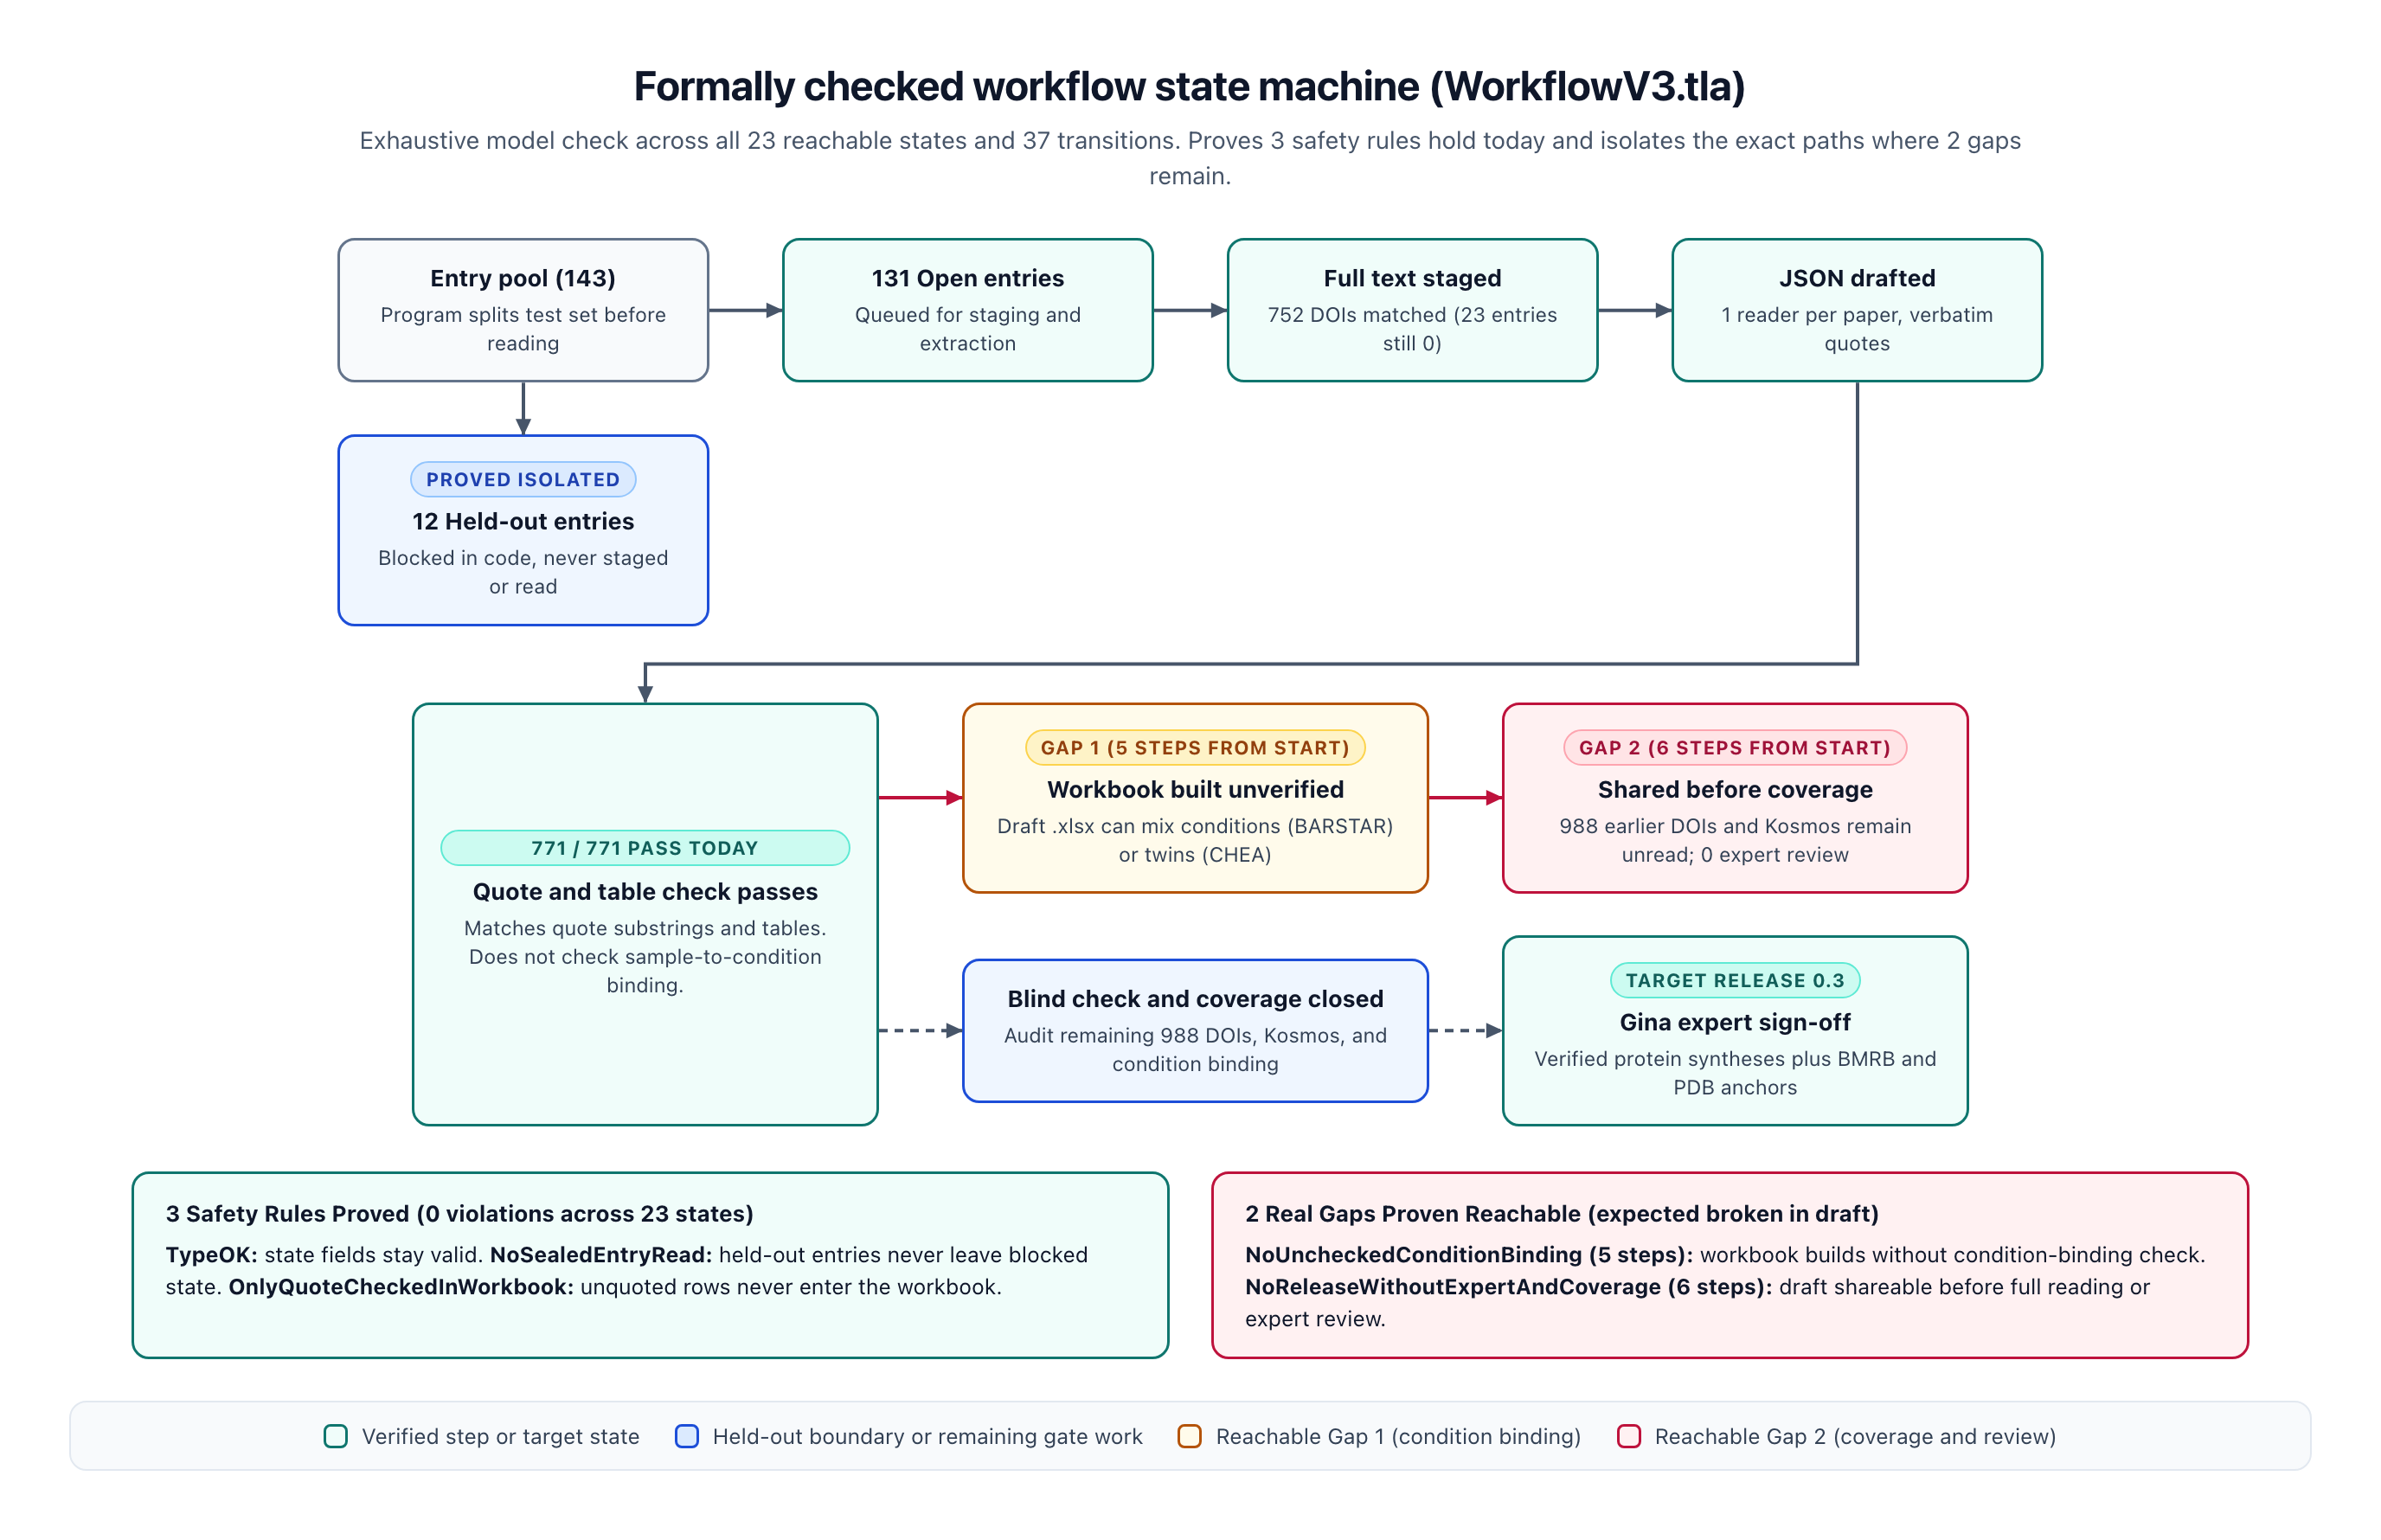 Formally checked workflow state machine (WorkflowV3.tla)
Exhaustive model check across all 23 reachable states and 37 transitions. Proves 3 safety rules hold today and isolates the exact paths where 2 gaps
remain.
Entry pool (143)
Program splits test set before
reading
131 Open entries
Queued for staging and
extraction
Full text staged
752 DOIs matched (23 entries
still 0)
JSON drafted
1 reader per paper, verbatim
quotes
PROVED ISOLATED
12 Held-out entries
Blocked in code, never staged
or read
771 / 771 PASS TODAY
Quote and table check passes
Matches quote substrings and tables.
Does not check sample-to-condition
binding.
GAP 1 (5 STEPS FROM START)
Workbook built unverified
Draft .xlsx can mix conditions (BARSTAR)
or twins (CHEA)
GAP 2 (6 STEPS FROM START)
Shared before coverage
988 earlier DOIs and Kosmos remain
unread; 0 expert review
Blind check and coverage closed
Audit remaining 988 DOIs, Kosmos, and
condition binding
TARGET RELEASE 0.3
Gina expert sign-off
Verified protein syntheses plus BMRB and
PDB anchors
3 Safety Rules Proved (0 violations across 23 states)
TypeOK: state fields stay valid. NoSealedEntryRead: held-out entries never leave blocked
state. OnlyQuoteCheckedInWorkbook: unquoted rows never enter the workbook.
2 Real Gaps Proven Reachable (expected broken in draft)
NoUncheckedConditionBinding (5 steps): workbook builds without condition-binding check.
NoReleaseWithoutExpertAndCoverage (6 steps): draft shareable before full reading or
expert review.
Verified step or target state
Held-out boundary or remaining gate work
Reachable Gap 1 (condition binding)
Reachable Gap 2 (coverage and review)